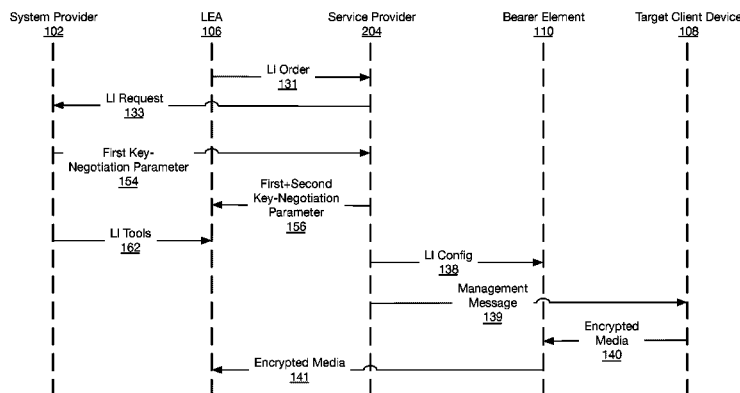 System Provider
102
LEA
106
Service Provider
204
Bearer Element
110
Target Client Device
108
LI Order
131
LI Request
133
First Key-
Negotiation Parameter
154
First+Second
Key-Negotiation
Parameter
156
LI Tools
162
LI Config
138
Management
Message
139
Encrypted
Media
140
Encrypted Media
141